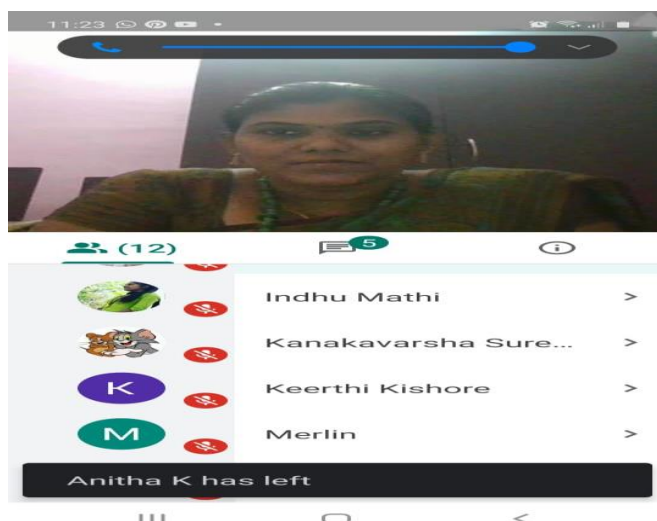 11:23
(12)
5
Indhu Mathi
Kanakavarsha Sure...
K
Keerthi Kishore
M
Merlin
Anitha K has left